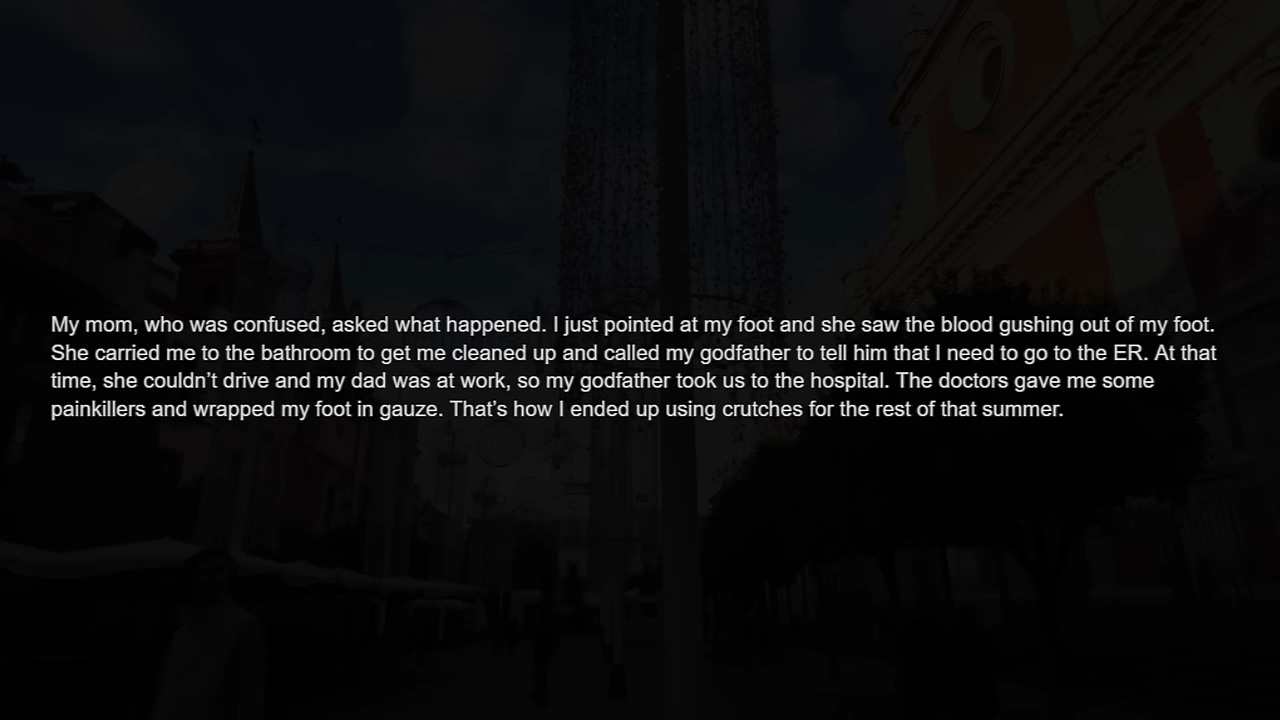 My mom, who was confused, asked what happened. I just pointed at my foot and she saw the blood gushing out of my foot.
She carried me to the bathroom to get me cleaned up and called my godfather to tell him that I need to go to the ER. At that
time, she couldn’t drive and my dad was at work, so my godfather took us to the hospital. The doctors gave me some
painkillers and wrapped my foot in gauze. That’s how I ended up using crutches for the rest of that summer.